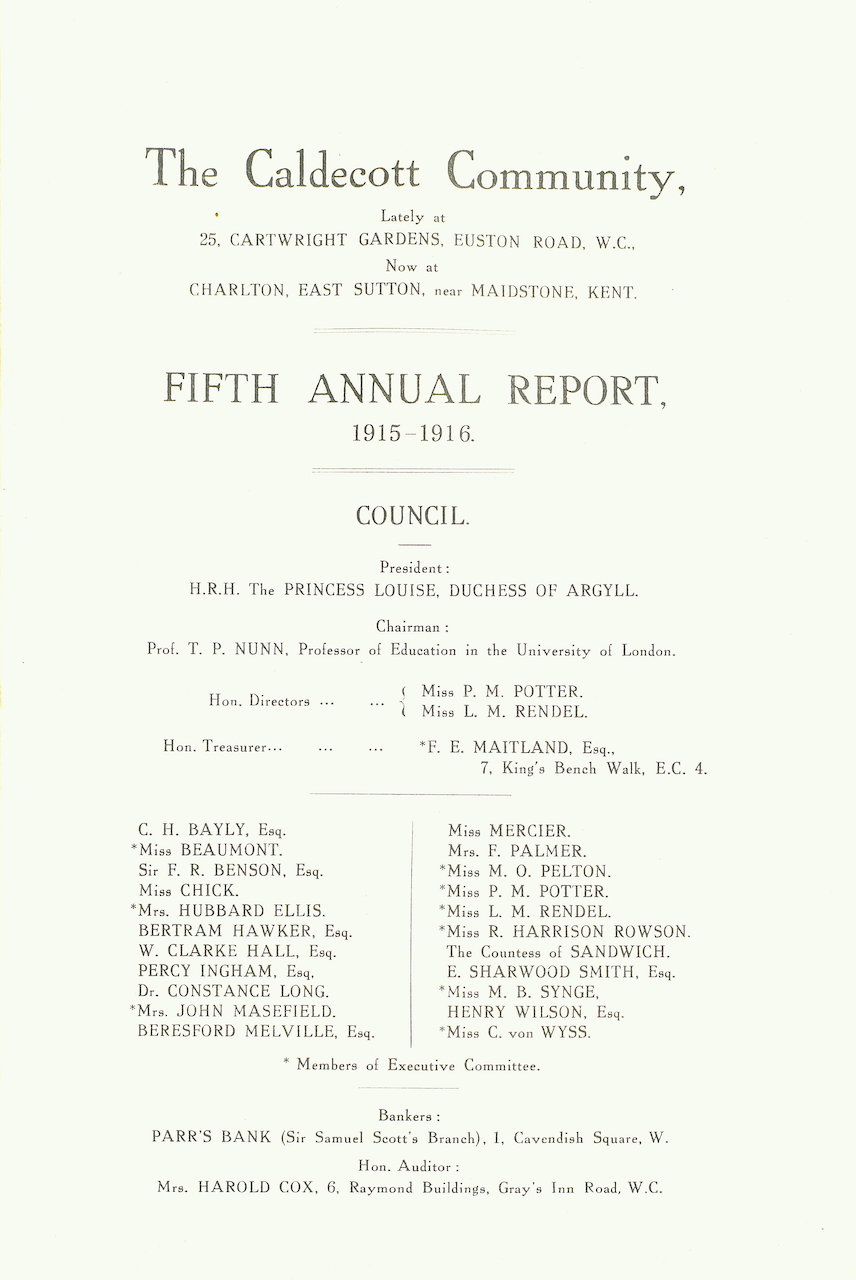 The Caldecott Community,
Lately at
25, CARTWRIGHT GARDENS, EUSTON ROAD, W.C.,
Now at
CHARLTON, EAST SUTTON, near MAIDSTONE, KENT.
FIFTH ANNUAL REPORT,
1915-1916.
COUNCIL.
President:
H.R.H. The PRINCESS LOUISE, DUCHESS OF ARGYLL.
Chairman:
Prof. T. P. NUNN, Professor of Education in the University of London.
Hon. Directors ... ... { Miss P. M. POTTER.
Miss L. M. RENDEL.
Hon. Treasurer... ... ... *F. E. MAITLAND, Esq.,
7, King's Bench Walk, E.C. 4.
C. H. BAYLY, Esq.
*Miss BEAUMONT.
Sir F. R. BENSON, Esq.
Miss CHICK.
*Mrs. HUBBARD ELLIS.
BERTRAM HAWKER, Esq.
W. CLARKE HALL, Esq.
PERCY INGHAM, Esq.
Dr. CONSTANCE LONG.
*Mrs. JOHN MASEFIELD.
BERESFORD MELVILLE, Esq.
Miss MERCIER.
Mrs. F. PALMER.
*Miss M. O. PELTON.
*Miss P. M. POTTER.
*Miss L. M. RENDEL.
*Miss R. HARRISON ROWSON.
The Countess of SANDWICH.
E. SHARWOOD SMITH, Esq.
*Miss M. B. SYNGE,
HENRY WILSON, Esq.
*Miss C. von WYSS.
* Members of Executive Committee.
Bankers:
PARR'S BANK (Sir Samuel Scott's Branch), 1, Cavendish Square, W.
Hon. Auditor:
Mrs. HAROLD COX, 6, Raymond Buildings, Gray's Inn Road, W.C.